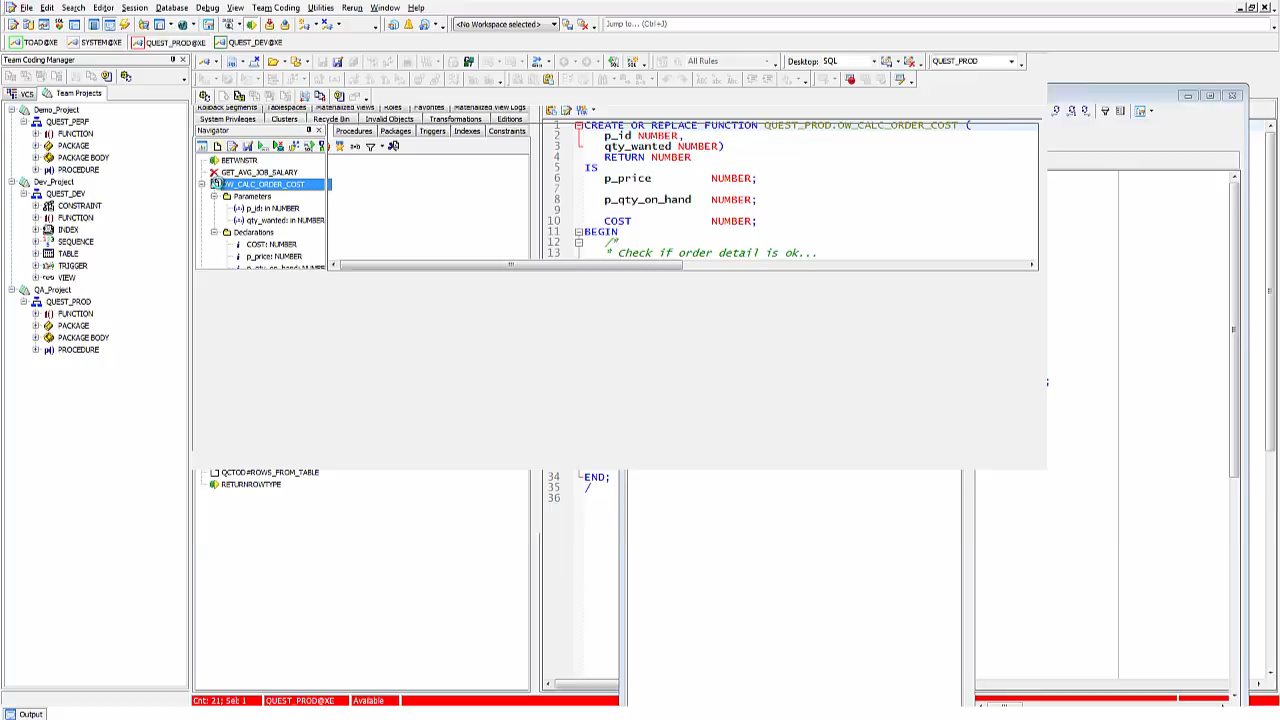 File Edit Search Editor Session Database Debug View Team Coding Utilities Rerun Window Help
<No Workspace selected> Jump to... (Ctrl+J)
TOAD@XE SYSTEM@XE QUEST_PROD@XE QUEST_DEV@XE
Team Coding Manager
All Rules Desktop: SQL QUEST_PROD
VCS Team Projects
Demo_Project
QUEST_PERF
FUNCTION
PACKAGE
PACKAGE BODY
PROCEDURE
Dev_Project
QUEST_DEV
CONSTRAINT
FUNCTION
INDEX
SEQUENCE
TABLE
TRIGGER
VIEW
QA_Project
QUEST_PROD
FUNCTION
PACKAGE
PACKAGE BODY
PROCEDURE
Rollback Segments Tablespaces Materialized Views Roles Favorites Materialized View Logs
System Privileges Clusters Recycle Bin Invalid Objects Transformations Editions
Navigator
Procedures Packages Triggers Indexes Constraints
BETWNSTR
GET_AVG_JOB_SALARY
OW_CALC_ORDER_COST
Parameters
p_id: in NUMBER
qty_wanted: in NUMBER
Declarations
COST: NUMBER
p_price: NUMBER
p_qty_on_hand: NUMBE
1 CREATE OR REPLACE FUNCTION QUEST_PROD.OW_CALC_ORDER_COST (
2 p_id NUMBER,
3 qty_wanted NUMBER)
4 RETURN NUMBER
5 IS
6 p_price NUMBER;
7
8 p_qty_on_hand NUMBER;
9
10 COST NUMBER;
11 BEGIN
12 /*
13 * Check if order detail is ok...
;
QCTOD#ROWS_FROM_TABLE
RETURNROWTYPE
34 END;
35 /
36
Cnt: 21; Sel: 1 QUEST_PROD@XE Available
Output